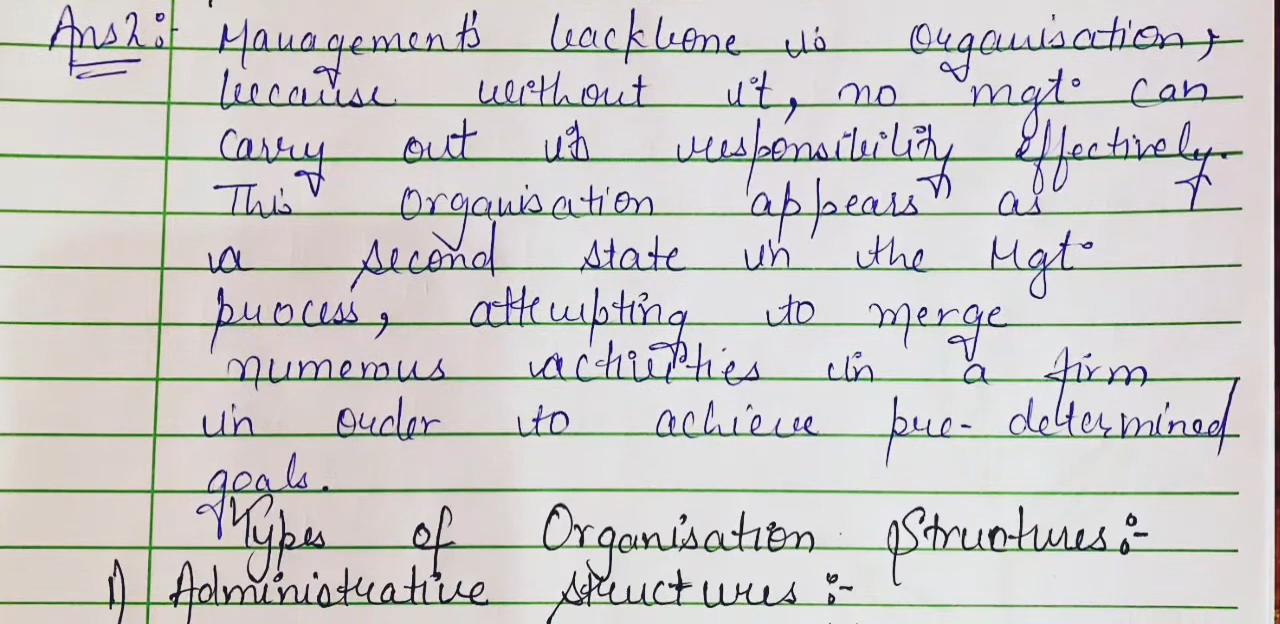 Ans2:- Management's backbone is organisation,
because without it, no mgt. can
carry out its responsibility effectively.
This organisation appears as
a second state in the Mgt.
process, attempting to merge
numerous activities in a firm
in order to achieve pre-determined
goals.
Types of Organisation Structures:-
1) Administrative structures :-